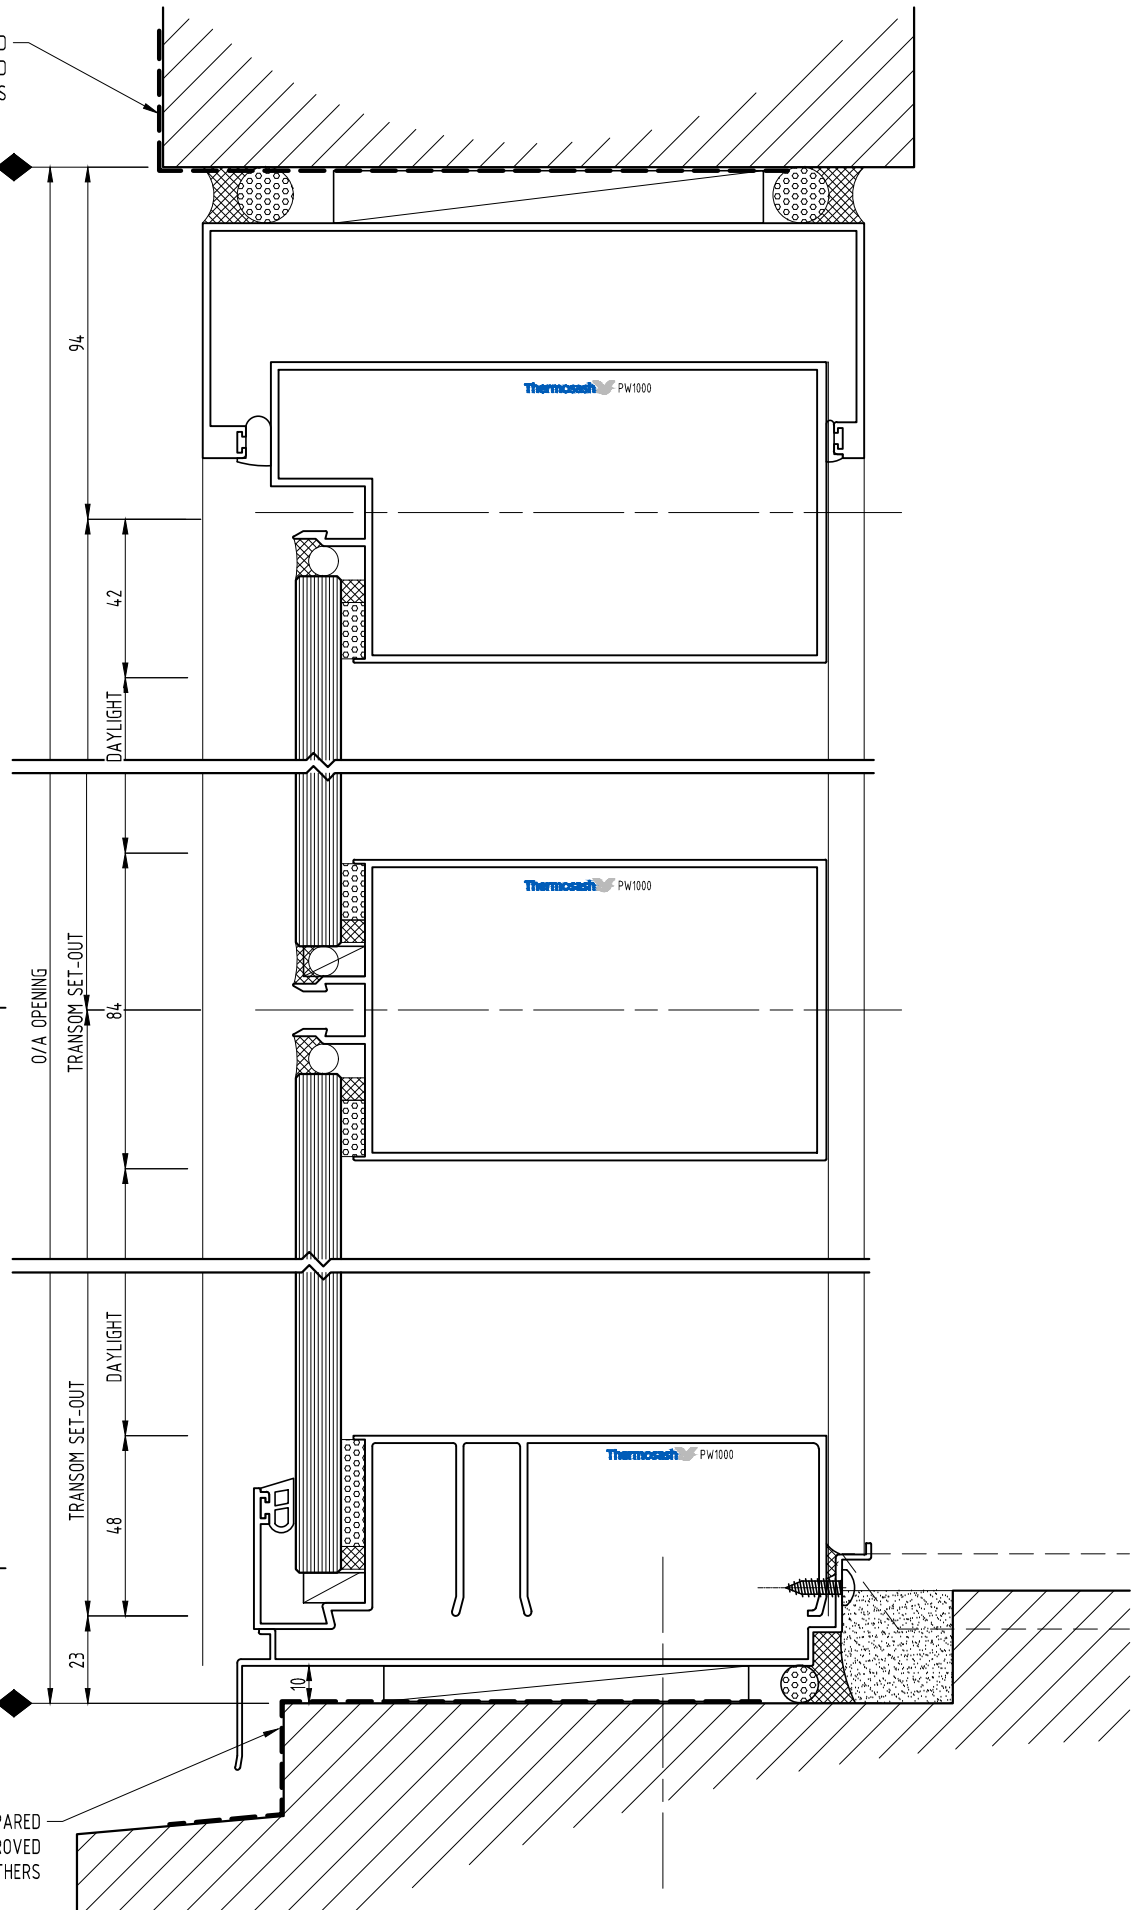 S
94
Thermosash PW1000
42
DAYLIGHT
Thermosash PW1000
O/A OPENING
TRANSOM SET-OUT
84
DAYLIGHT
TRANSOM SET-OUT
Thermosash PW1000
48
23
10
PARED
ROVED
THERS